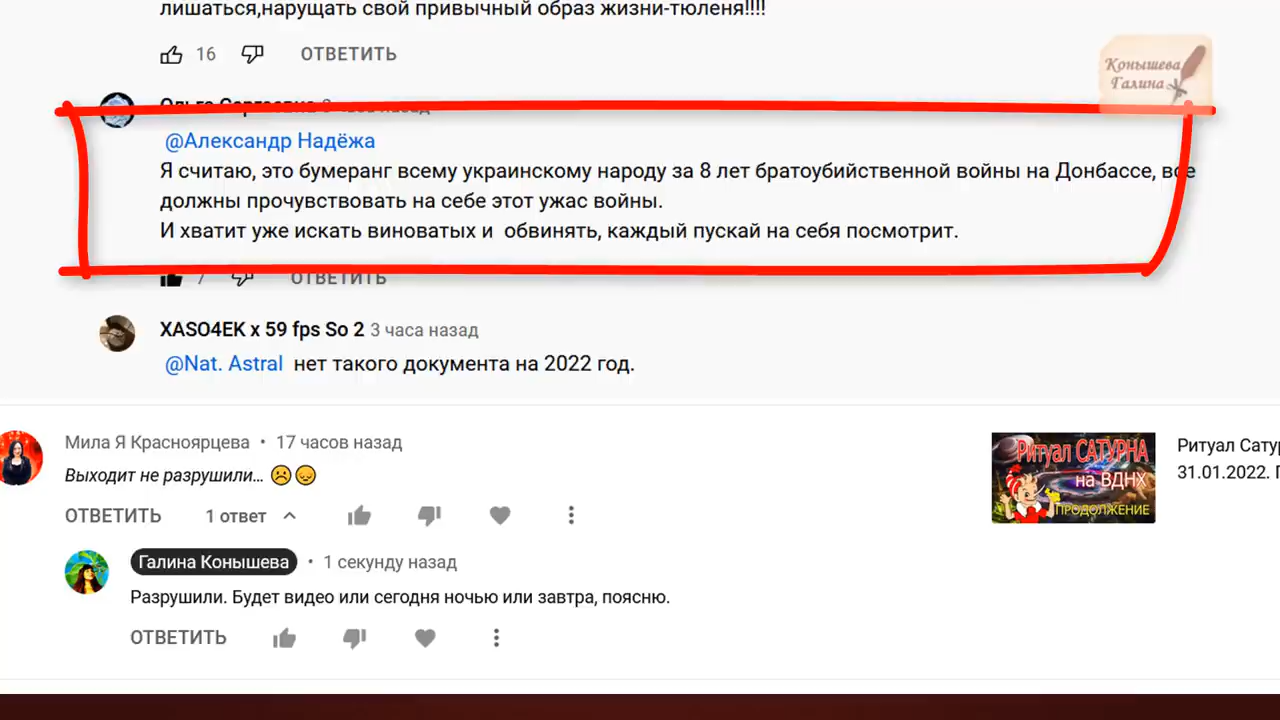 лишаться,нарущать свой привычный образ жизни-тюленя!!!!
16 ОТВЕТИТЬ
Конышева
Галина
@Александр Надёжа
Я считаю, это бумеранг всему украинскому народу за 8 лет братоубийственной войны на Донбассе, все
должны прочувствовать на себе этот ужас войны.
И хватит уже искать виноватых и обвинять, каждый пускай на себя посмотрит.
7 ОТВЕТИТЬ
XASO4EK x 59 fps So 2 3 часа назад
@Nat. Astral нет такого документа на 2022 год.
Мила Я Красноярцева • 17 часов назад
Выходит не разрушили...
ОТВЕТИТЬ 1 ответ
Ритуал САТУРНА
на ВДНХ
ПРОДОЛЖЕНИЕ
Ритуал Сату
31.01.2022.
Галина Конышева • 1 секунду назад
Разрушили. Будет видео или сегодня ночью или завтра, поясню.
ОТВЕТИТЬ